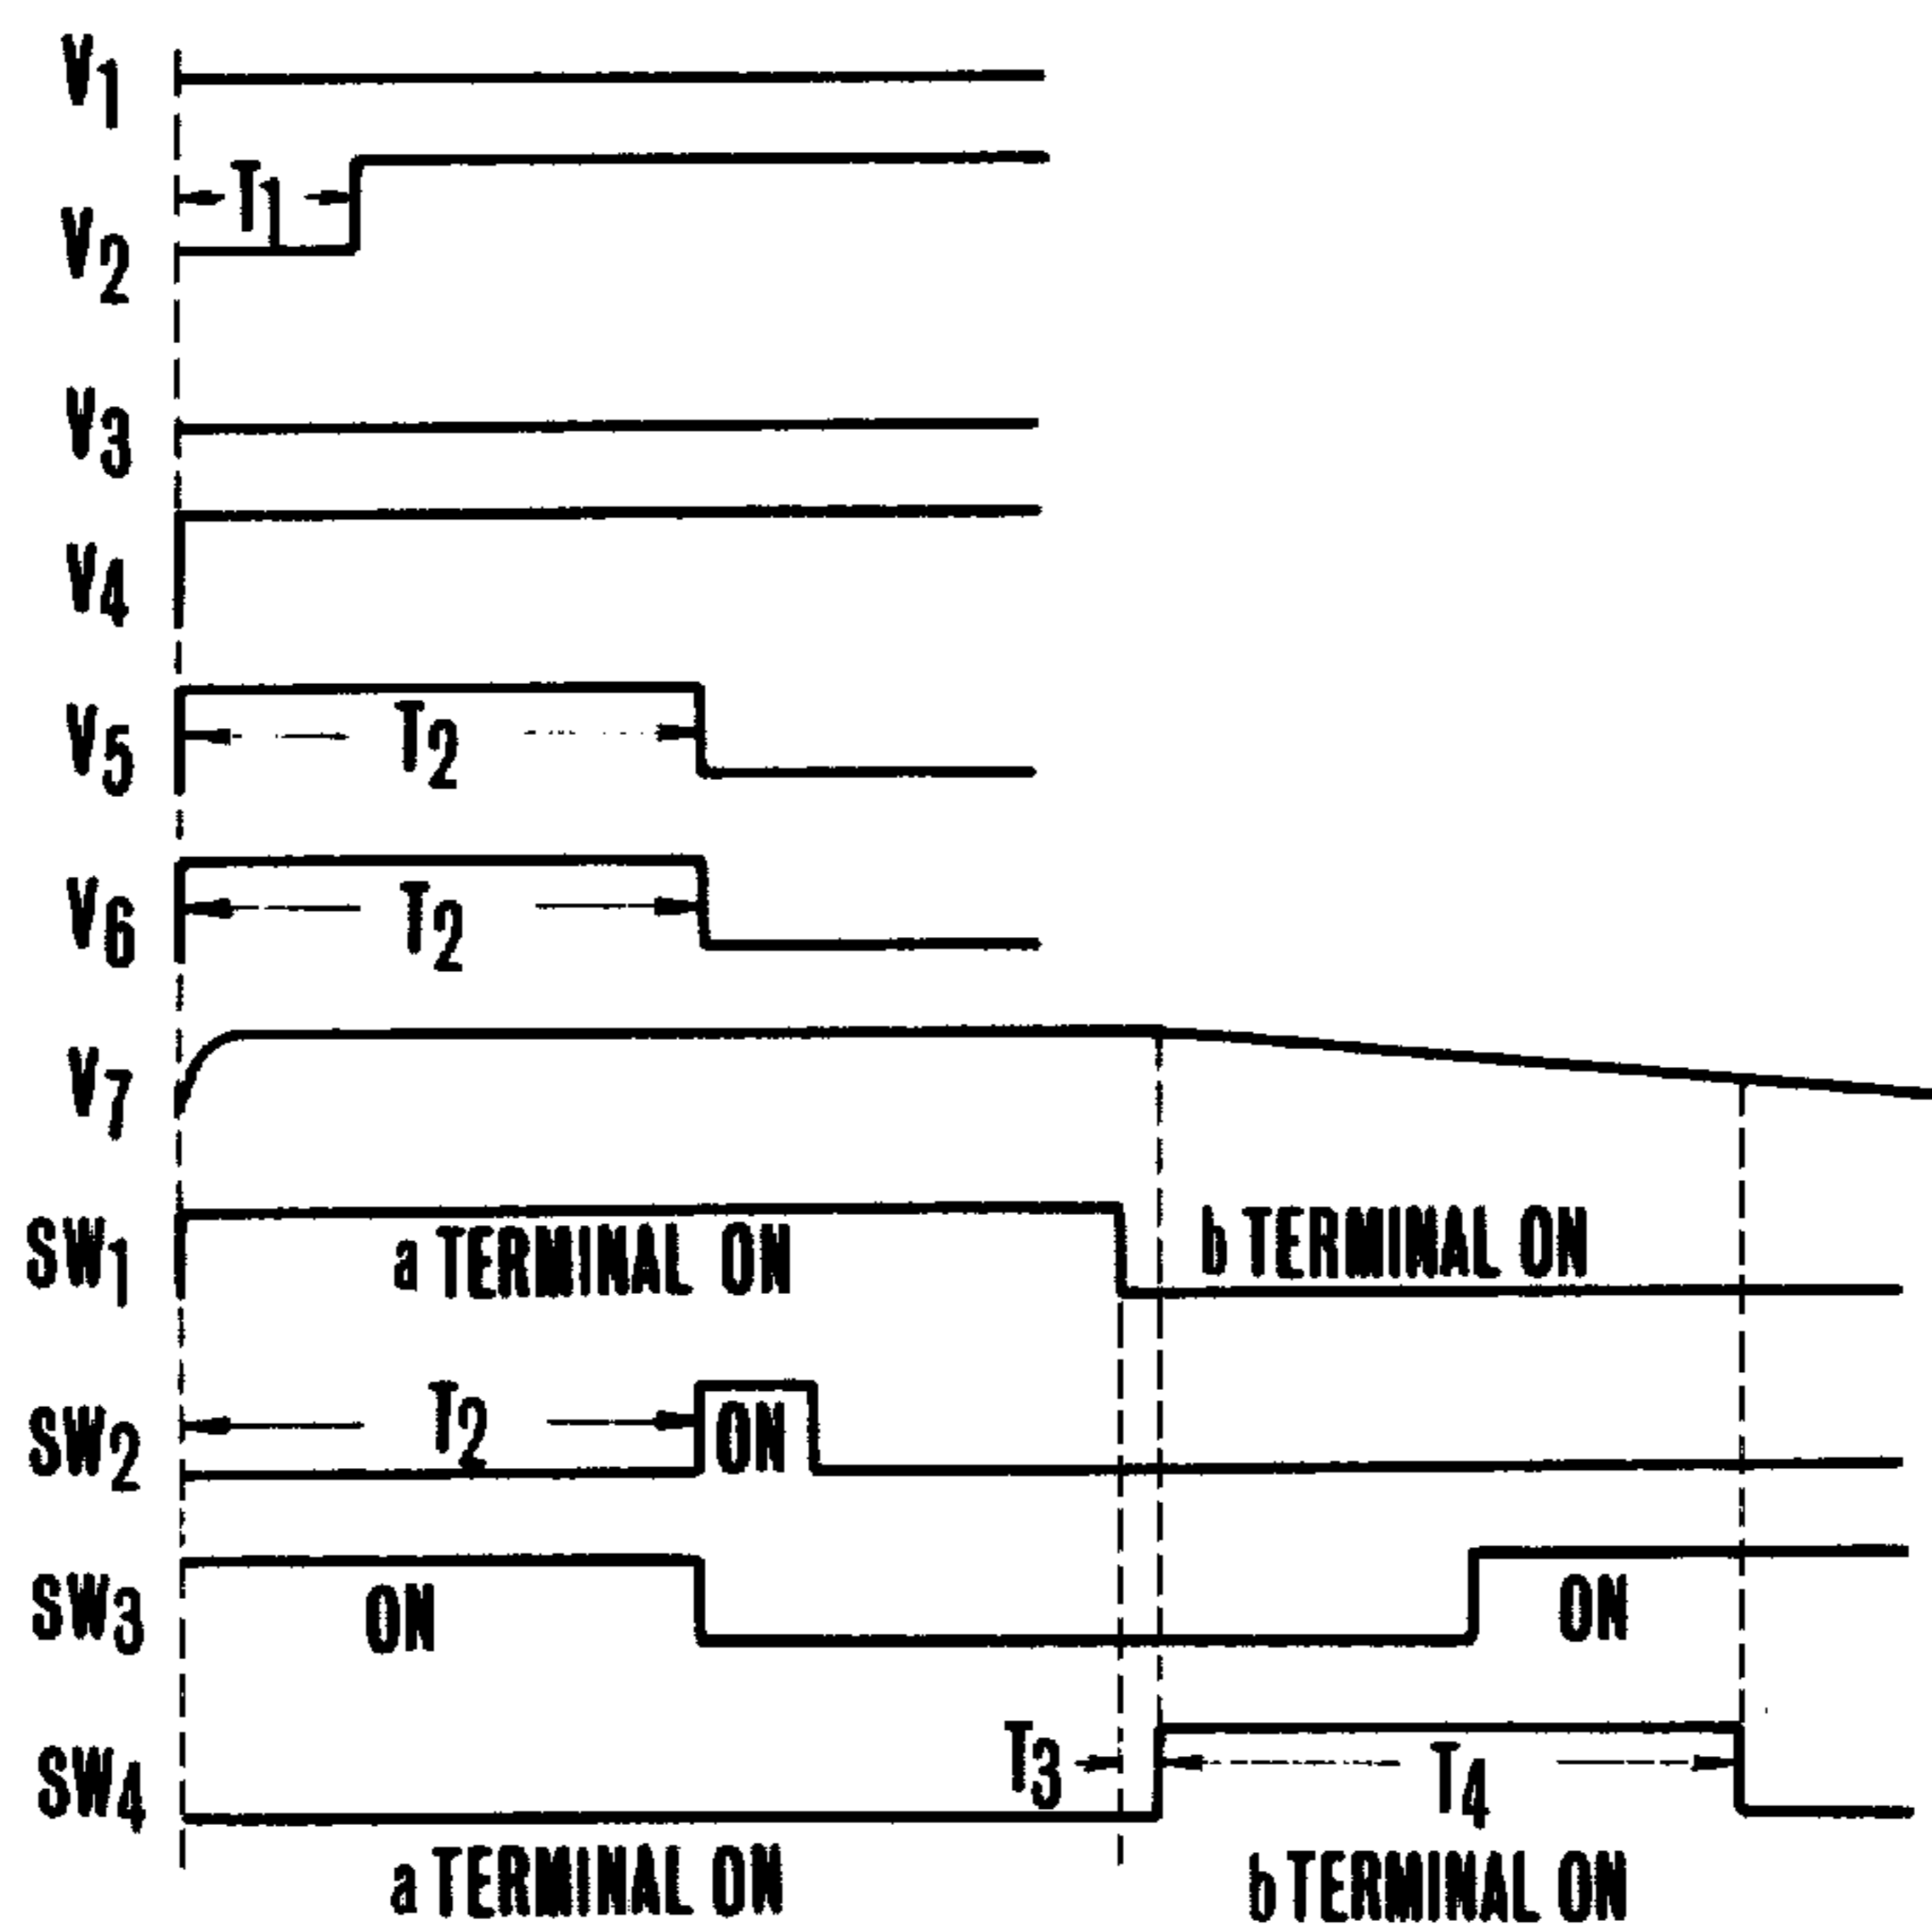 V1
T1
V2
V3
V4
V5
T2
V6
T2
V7
SW1
a TERMINAL ON
b TERMINAL ON
SW2
T2
ON
SW3
ON
ON
SW4
T3
T4
a TERMINAL ON
b TERMINAL ON